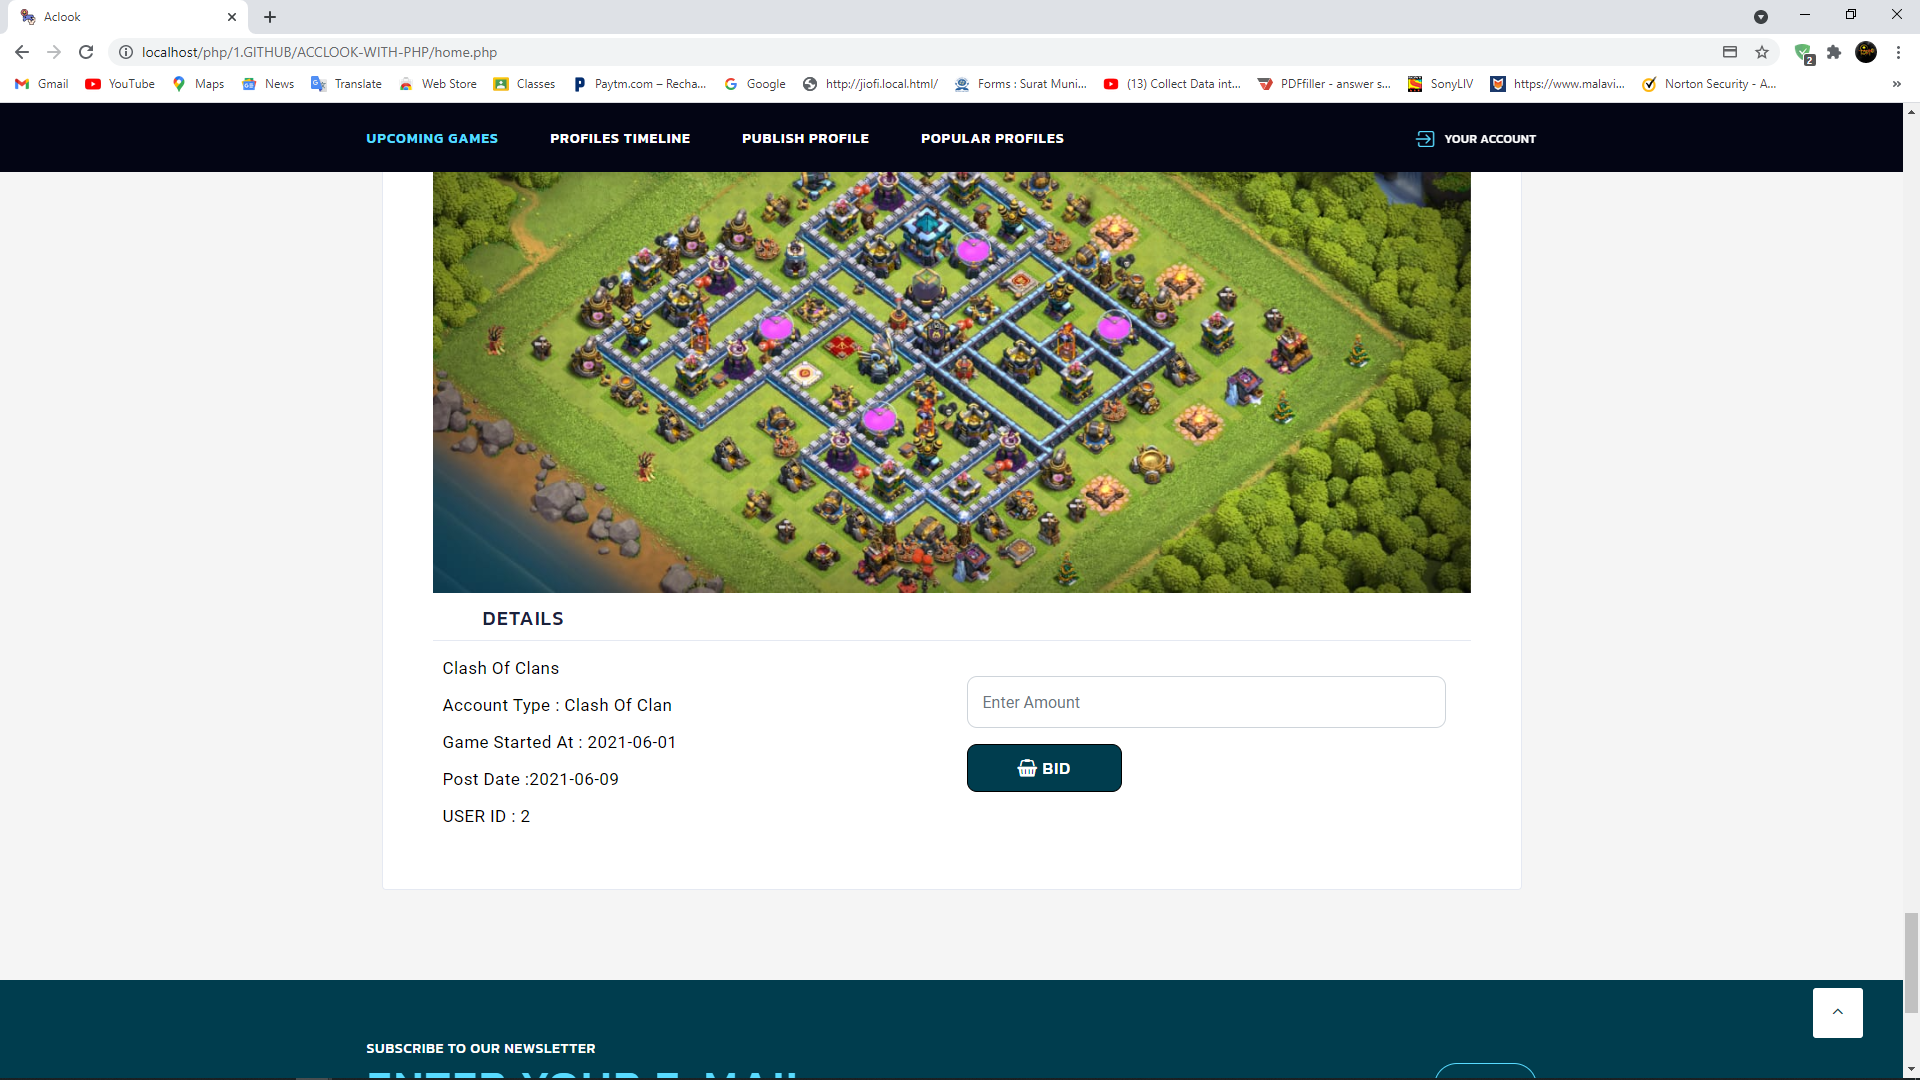 Aclook
localhost/php/1.GITHUB/ACCLOOK-WITH-PHP/home.php
2
Gmail YouTube Maps News Translate Web Store Classes Paytm.com – Recha... Google http://jiofi.local.html/ Forms : Surat Muni... (13) Collect Data int... PDFfiller - answer s... SonyLIV https://www.malavi... Norton Security - A... »
UPCOMING GAMES PROFILES TIMELINE PUBLISH PROFILE POPULAR PROFILES YOUR ACCOUNT
DETAILS
Clash Of Clans
Account Type : Clash Of Clan
Game Started At : 2021-06-01
Post Date :2021-06-09
USER ID : 2
Enter Amount
BID
SUBSCRIBE TO OUR NEWSLETTER
ENTER YOUR E-MAIL